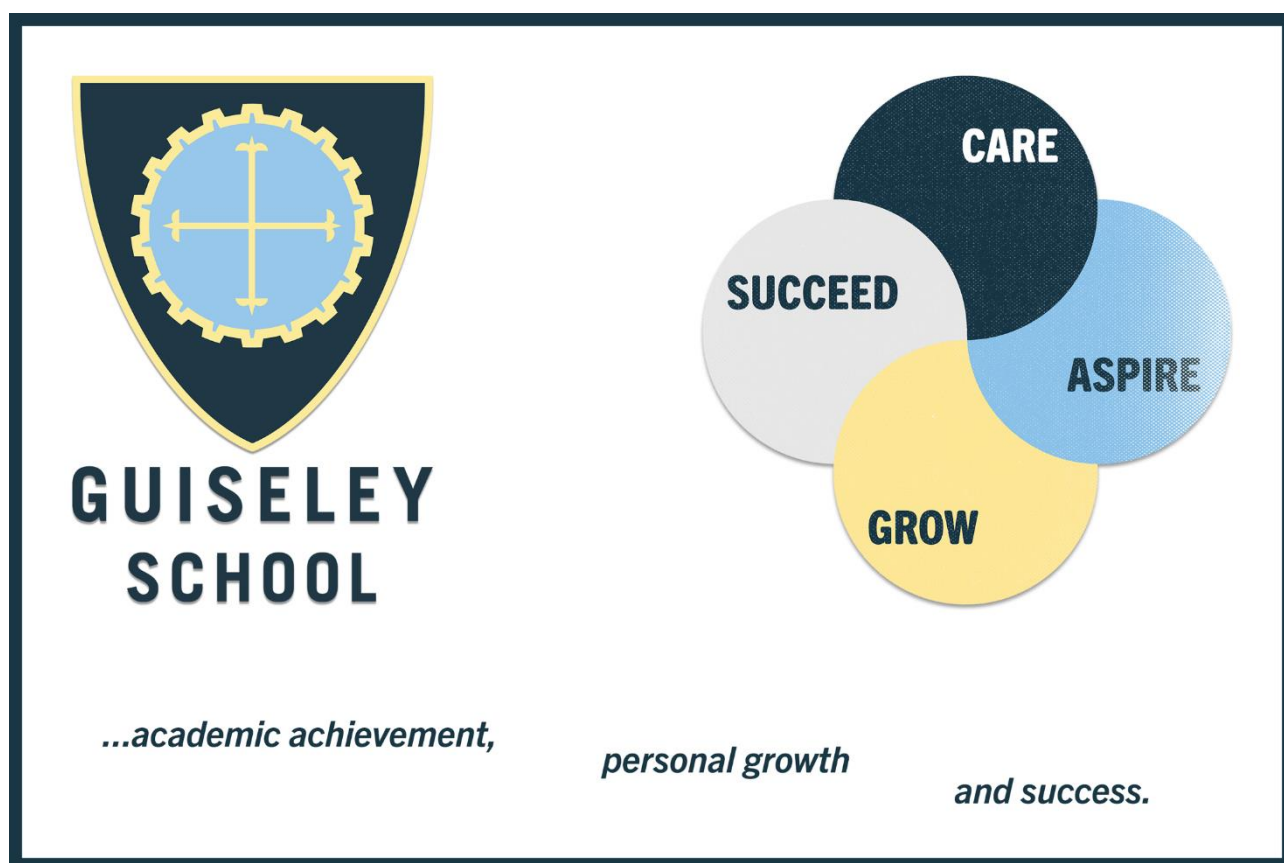 GUISELEY
SCHOOL
CARE
SUCCEED
ASPIRE
GROW
...academic achievement,
personal growth
and success.